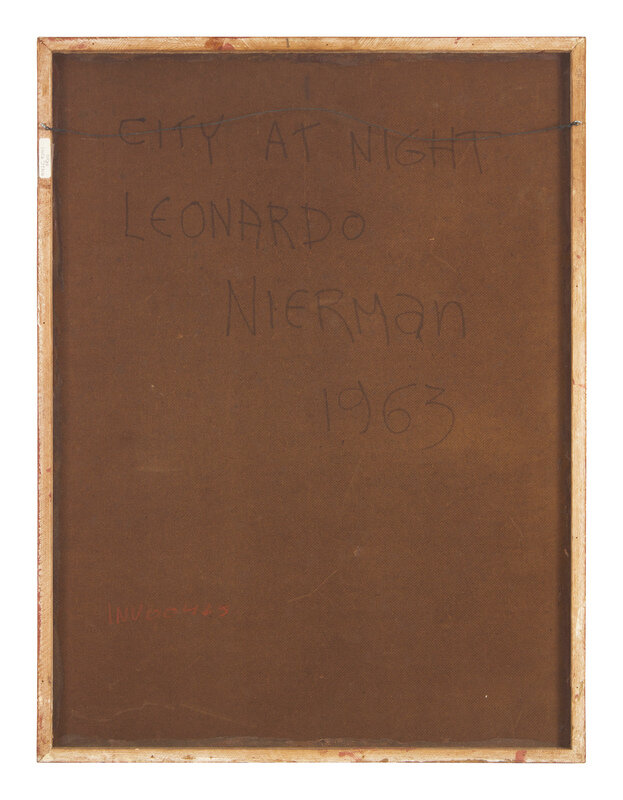 CITY AT NIGHT
LEONARDO
NIERMan
1963